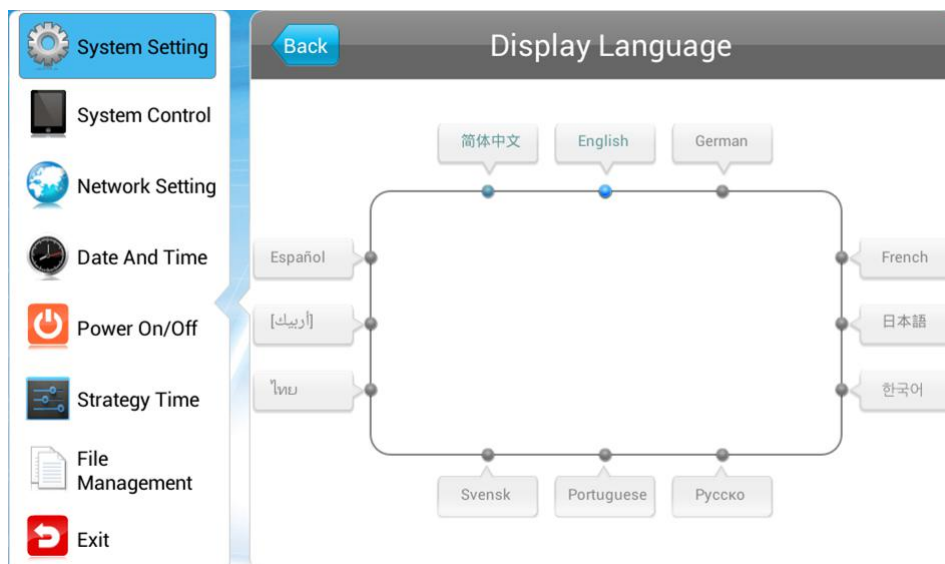 System Setting
System Control
Network Setting
Date And Time
Power On/Off
Strategy Time
File
Management
Exit
Back
Display Language
简体中文
English
German
Español
French
[أربيك]
日本語
ไทย
한국어
Svensk
Portuguese
Русско